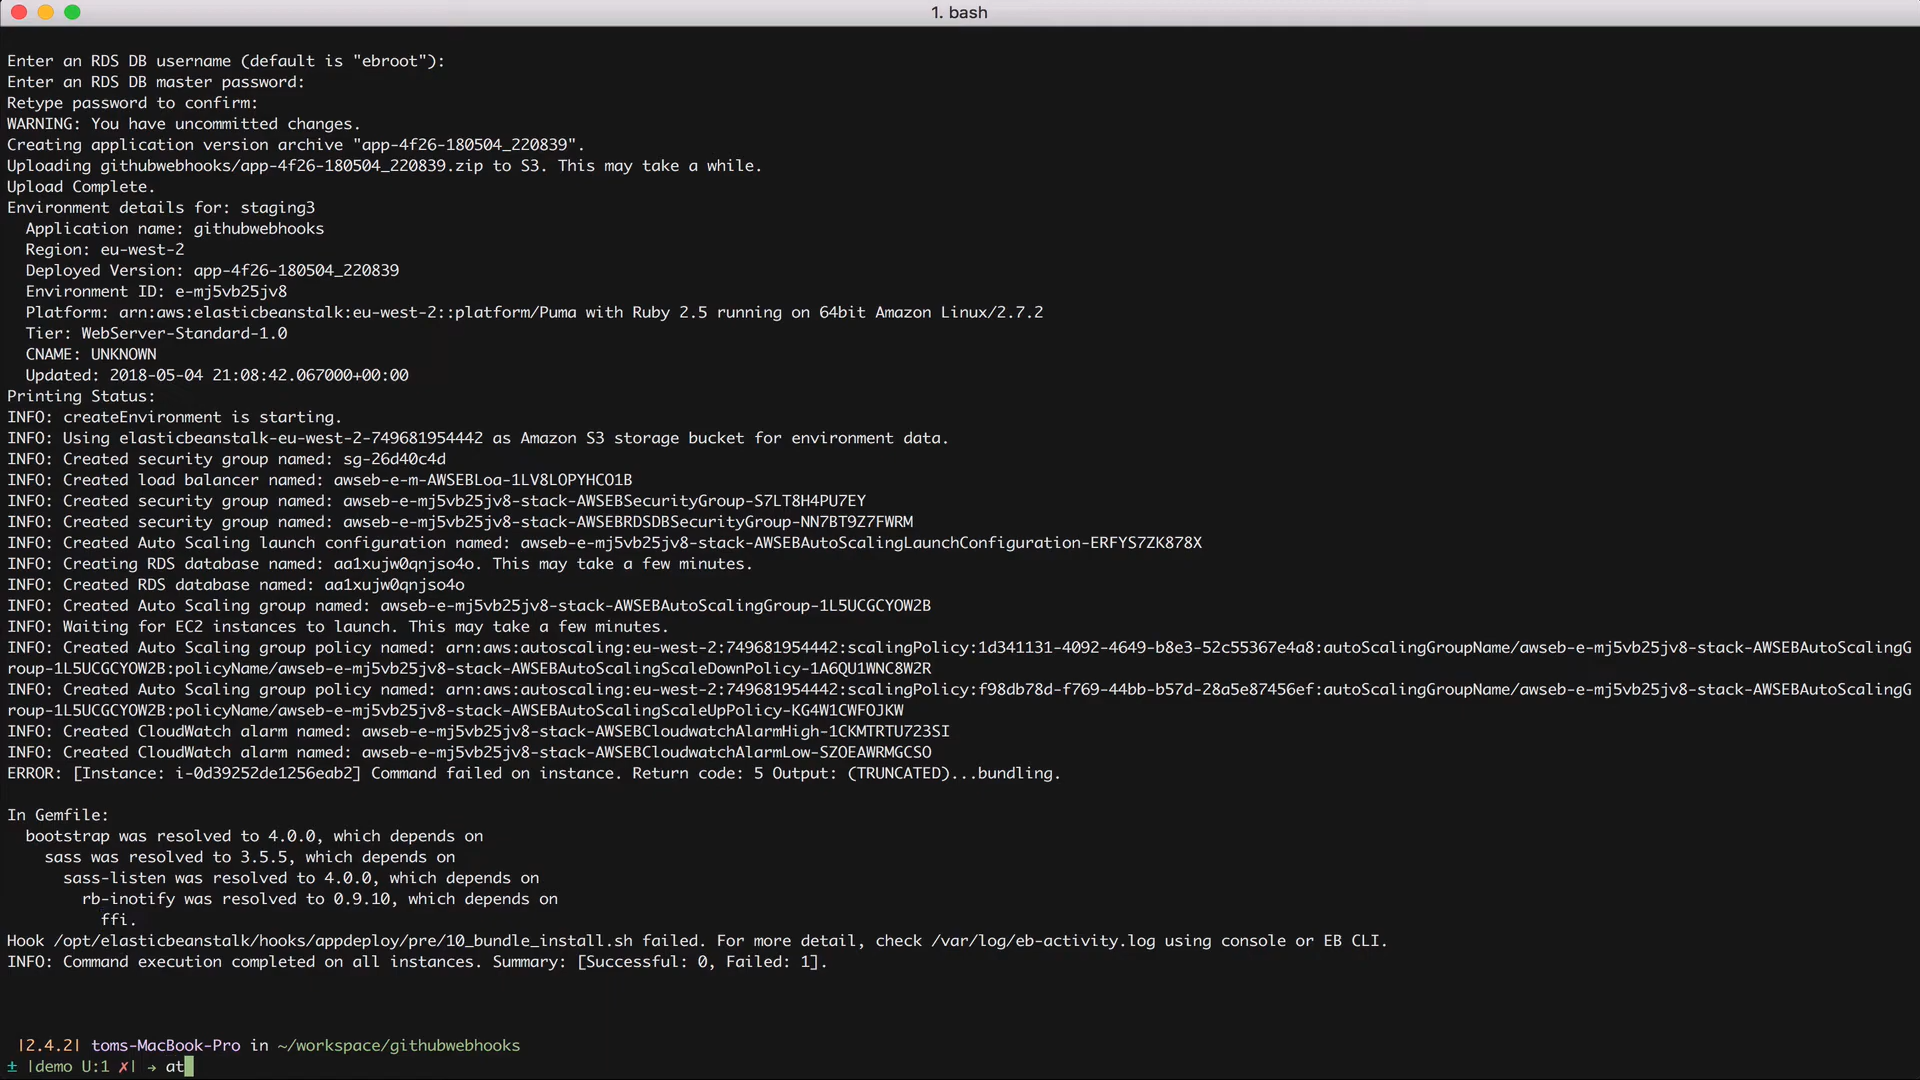 1. bash
Enter an RDS DB username (default is "ebroot"):
Enter an RDS DB master password:
Retype password to confirm:
WARNING: You have uncommitted changes.
Creating application version archive "app-4f26-180504_220839".
Uploading githubwebhooks/app-4f26-180504_220839.zip to S3. This may take a while.
Upload Complete.
Environment details for: staging3
  Application name: githubwebhooks
  Region: eu-west-2
  Deployed Version: app-4f26-180504_220839
  Environment ID: e-mj5vb25jv8
  Platform: arn:aws:elasticbeanstalk:eu-west-2::platform/Puma with Ruby 2.5 running on 64bit Amazon Linux/2.7.2
  Tier: WebServer-Standard-1.0
  CNAME: UNKNOWN
  Updated: 2018-05-04 21:08:42.067000+00:00
Printing Status:
INFO: createEnvironment is starting.
INFO: Using elasticbeanstalk-eu-west-2-749681954442 as Amazon S3 storage bucket for environment data.
INFO: Created security group named: sg-26d40c4d
INFO: Created load balancer named: awseb-e-m-AWSEBLoa-1LV8LOPYHCO1B
INFO: Created security group named: awseb-e-mj5vb25jv8-stack-AWSEBSecurityGroup-S7LT8H4PU7EY
INFO: Created security group named: awseb-e-mj5vb25jv8-stack-AWSEBRDSDBSecurityGroup-NN7BT9Z7FWRM
INFO: Created Auto Scaling launch configuration named: awseb-e-mj5vb25jv8-stack-AWSEBAutoScalingLaunchConfiguration-ERFYS7ZK878X
INFO: Creating RDS database named: aa1xujw0qnjso4o. This may take a few minutes.
INFO: Created RDS database named: aa1xujw0qnjso4o
INFO: Created Auto Scaling group named: awseb-e-mj5vb25jv8-stack-AWSEBAutoScalingGroup-1L5UCGCYOW2B
INFO: Waiting for EC2 instances to launch. This may take a few minutes.
INFO: Created Auto Scaling group policy named: arn:aws:autoscaling:eu-west-2:749681954442:scalingPolicy:1d341131-4092-4649-b8e3-52c55367e4a8:autoScalingGroupName/awseb-e-mj5vb25jv8-stack-AWSEBAutoScalingG
roup-1L5UCGCYOW2B:policyName/awseb-e-mj5vb25jv8-stack-AWSEBAutoScalingScaleDownPolicy-1A6QU1WNC8W2R
INFO: Created Auto Scaling group policy named: arn:aws:autoscaling:eu-west-2:749681954442:scalingPolicy:f98db78d-f769-44bb-b57d-28a5e87456ef:autoScalingGroupName/awseb-e-mj5vb25jv8-stack-AWSEBAutoScalingG
roup-1L5UCGCYOW2B:policyName/awseb-e-mj5vb25jv8-stack-AWSEBAutoScalingScaleUpPolicy-KG4W1CWFOJKW
INFO: Created CloudWatch alarm named: awseb-e-mj5vb25jv8-stack-AWSEBCloudwatchAlarmHigh-1CKMTRTU723SI
INFO: Created CloudWatch alarm named: awseb-e-mj5vb25jv8-stack-AWSEBCloudwatchAlarmLow-SZOEAWRMGCSO
ERROR: [Instance: i-0d39252de1256eab2] Command failed on instance. Return code: 5 Output: (TRUNCATED)...bundling.
In Gemfile:
  bootstrap was resolved to 4.0.0, which depends on
    sass was resolved to 3.5.5, which depends on
      sass-listen was resolved to 4.0.0, which depends on
        rb-inotify was resolved to 0.9.10, which depends on
          ffi.
Hook /opt/elasticbeanstalk/hooks/appdeploy/pre/10_bundle_install.sh failed. For more detail, check /var/log/eb-activity.log using console or EB CLI.
INFO: Command execution completed on all instances. Summary: [Successful: 0, Failed: 1].
|2.4.2| toms-MacBook-Pro in ~/workspace/githubwebhooks
± |demo U:1 ✗| → at